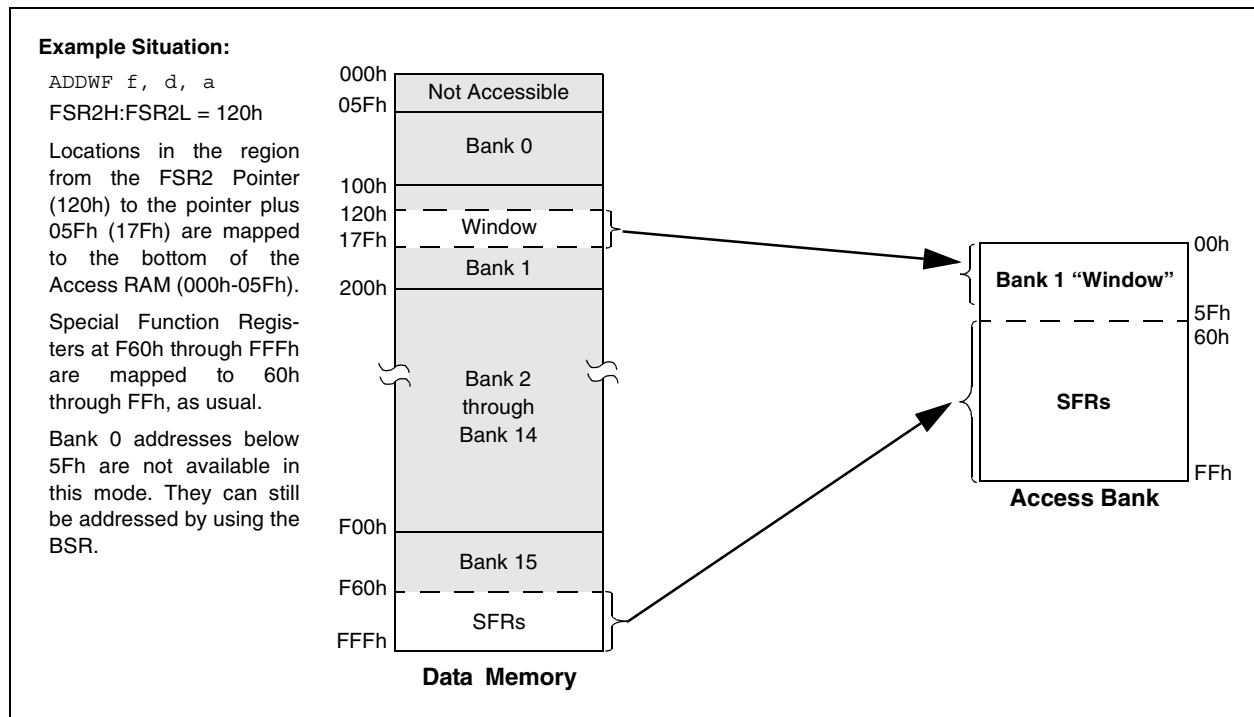 Example Situation:
ADDWF f, d, a
FSR2H:FSR2L = 120h
Locations in the region
from the FSR2 Pointer
(120h) to the pointer plus
05Fh (17Fh) are mapped
to the bottom of the
Access RAM (000h-05Fh).
Special Function Regis-
ters at F60h through FFFh
are mapped to 60h
through FFh, as usual.
Bank 0 addresses below
5Fh are not available in
this mode. They can still
be addressed by using the
BSR.
000h
Not Accessible
05Fh
Bank 0
100h
120h
Window
17Fh
Bank 1
200h
Bank 2
through
Bank 14
F00h
Bank 15
F60h
SFRs
FFFh
Data Memory
00h
Bank 1 “Window”
5Fh
60h
SFRs
FFh
Access Bank